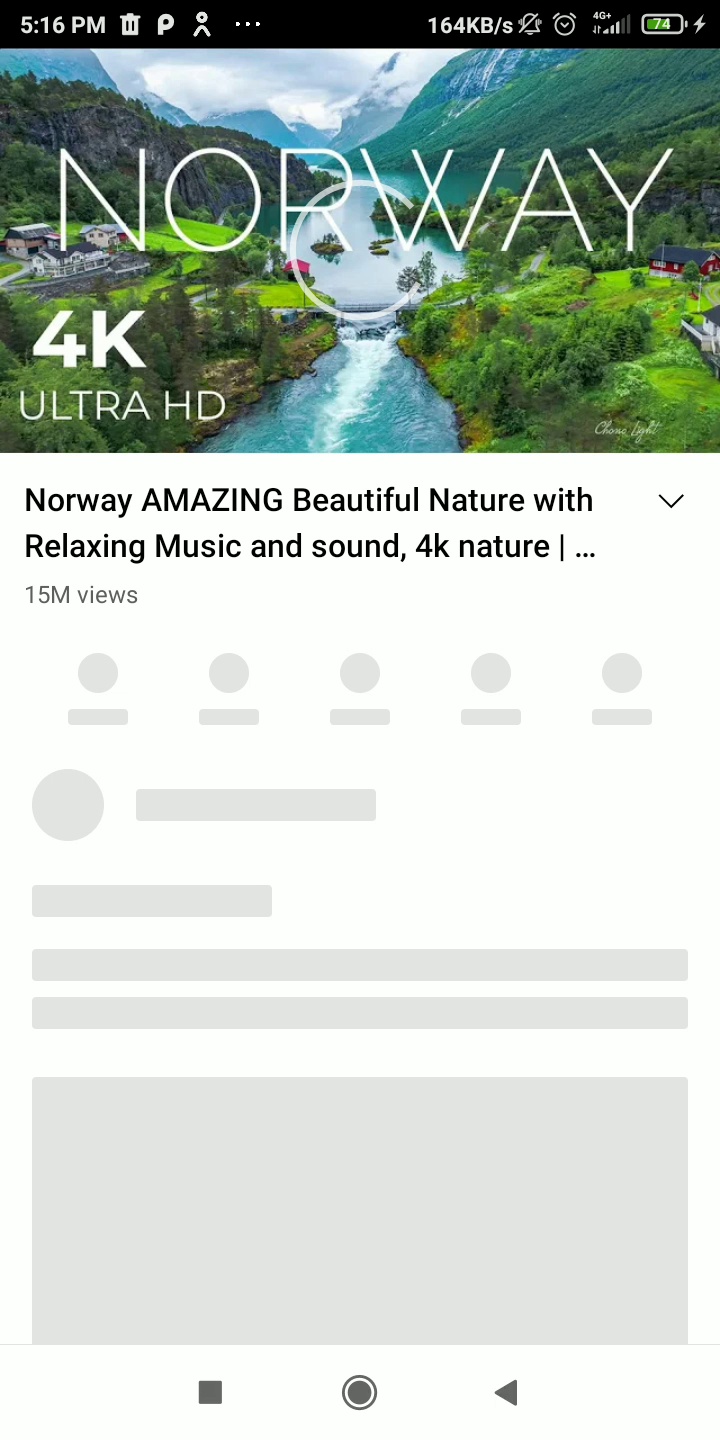 5:16 PM
164KB/s
4G+
74
NORWAY
4K
ULTRA HD
Chorse Light
Norway AMAZING Beautiful Nature with
Relaxing Music and sound, 4k nature | ...
15M views